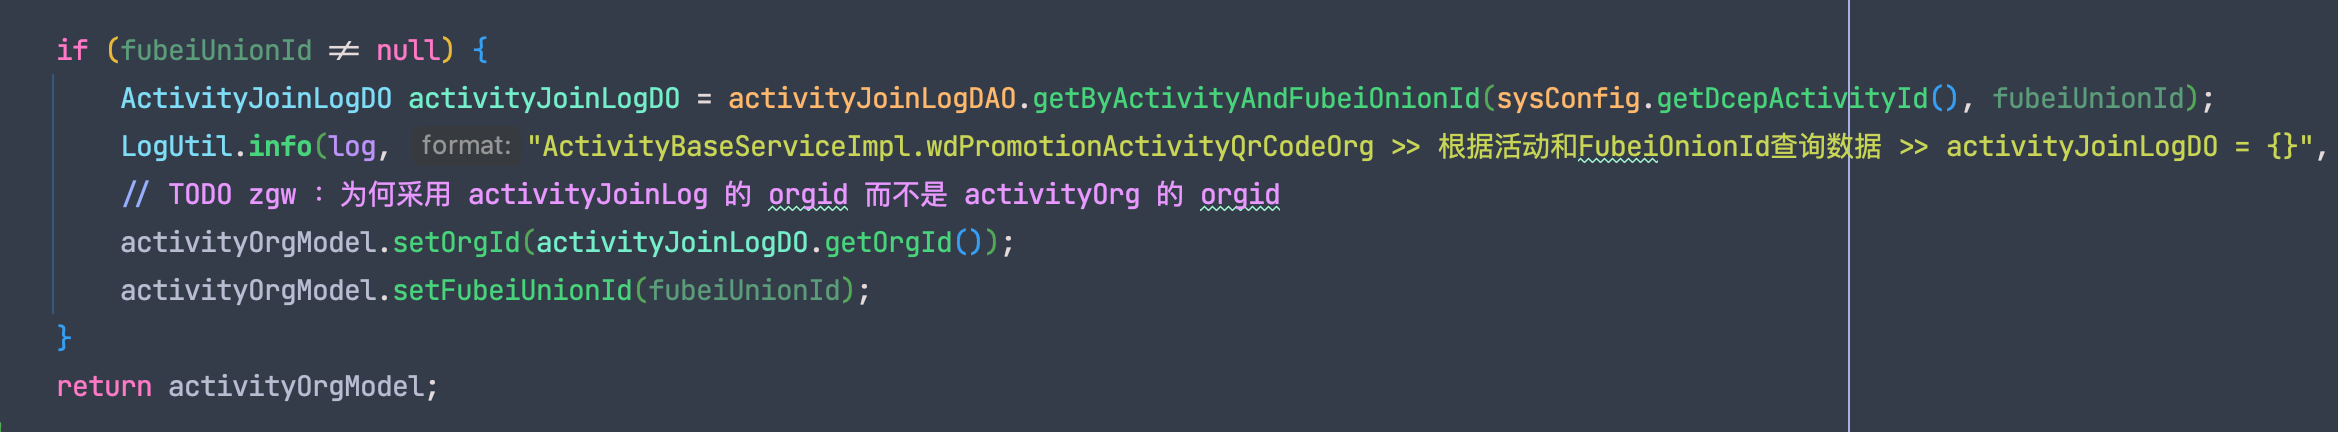 if (fubeiUnionId != null) {
ActivityJoinLogDO activityJoinLogDO = activityJoinLogDAO.getByActivityAndFubeiOnionId(sysConfig.getDcepActivityId(), fubeiUnionId);
LogUtil.info(log, format: "ActivityBaseServiceImpl.wdPromotionActivityQrCodeOrg >> 根据活动和FubeiOnionId查询数据 >> activityJoinLogDO = {}",
// TODO zgw : 为何采用 activityJoinLog 的 orgid 而不是 activityOrg 的 orgid
activityOrgModel.setOrgId(activityJoinLogDO.getOrgId());
activityOrgModel.setFubeiUnionId(fubeiUnionId);
}
return activityOrgModel;